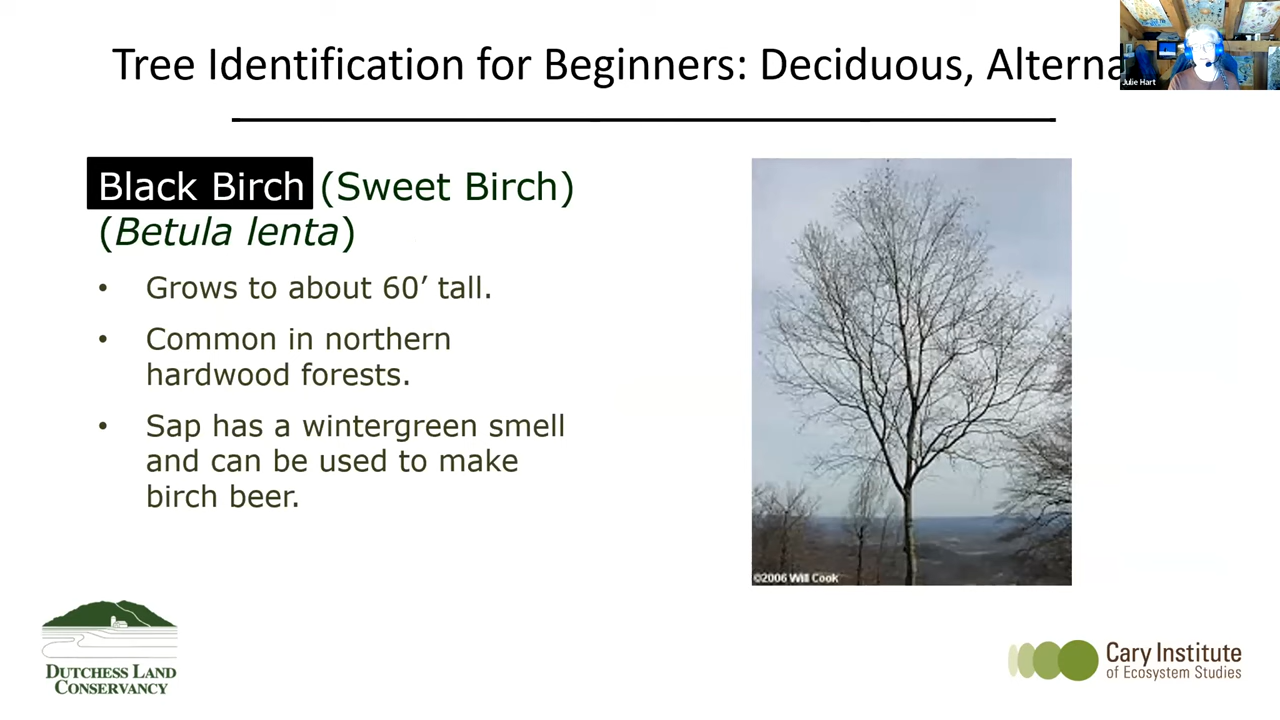 Tree Identification for Beginners: Deciduous, Alterna
Julie Hart
Black Birch (Sweet Birch)
(Betula lenta)
• Grows to about 60’ tall.
• Common in northern
hardwood forests.
• Sap has a wintergreen smell
and can be used to make
birch beer.
©2006 Will Cook
DUTCHESS LAND
CONSERVANCY
Cary Institute
of Ecosystem Studies